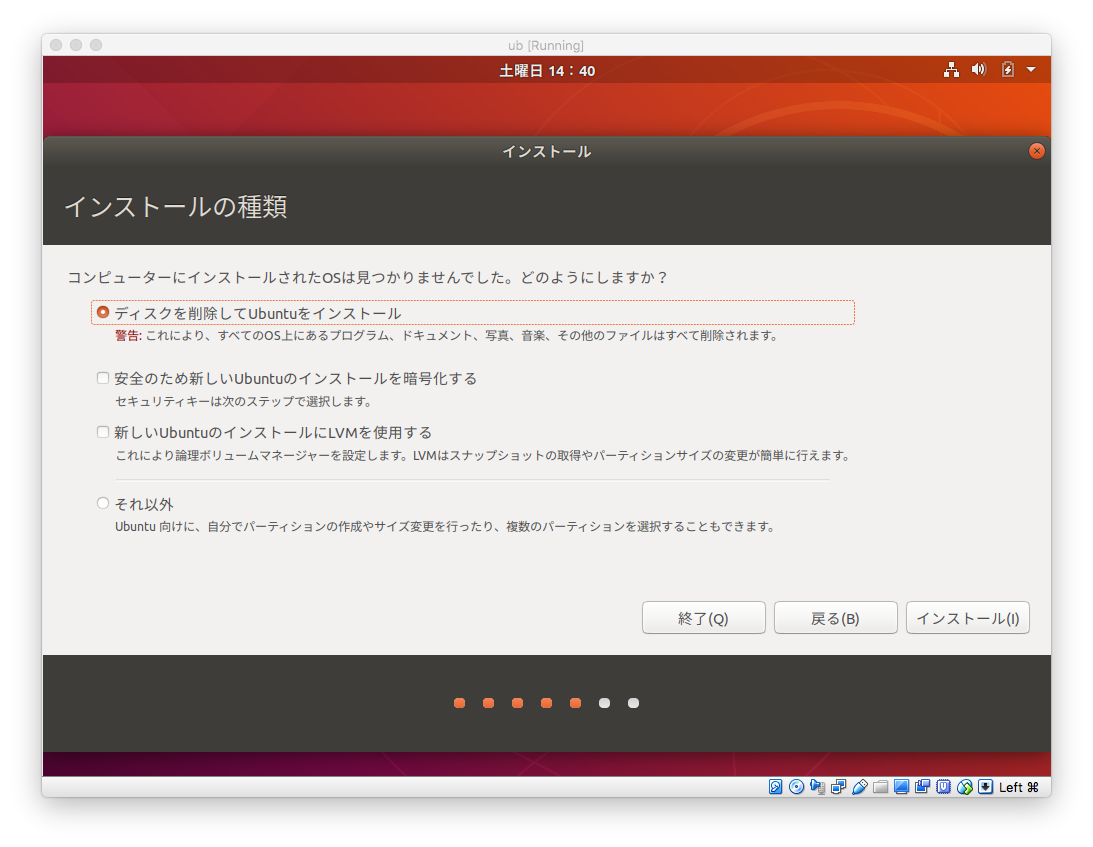 ub [Running]
土曜日 14：40
インストール
インストールの種類
コンピューターにインストールされたOSは見つかりませんでした。どのようにしますか？
ディスクを削除してUbuntuをインストール
警告: これにより、すべてのOS上にあるプログラム、ドキュメント、写真、音楽、その他のファイルはすべて削除されます。
安全のため新しいUbuntuのインストールを暗号化する
セキュリティキーは次のステップで選択します。
新しいUbuntuのインストールにLVMを使用する
これにより論理ボリュームマネージャーを設定します。LVMはスナップショットの取得やパーティションサイズの変更が簡単に行えます。
それ以外
Ubuntu 向けに、自分でパーティションの作成やサイズ変更を行ったり、複数のパーティションを選択することもできます。
終了(Q) 戻る(B) インストール(I)
Left ⌘